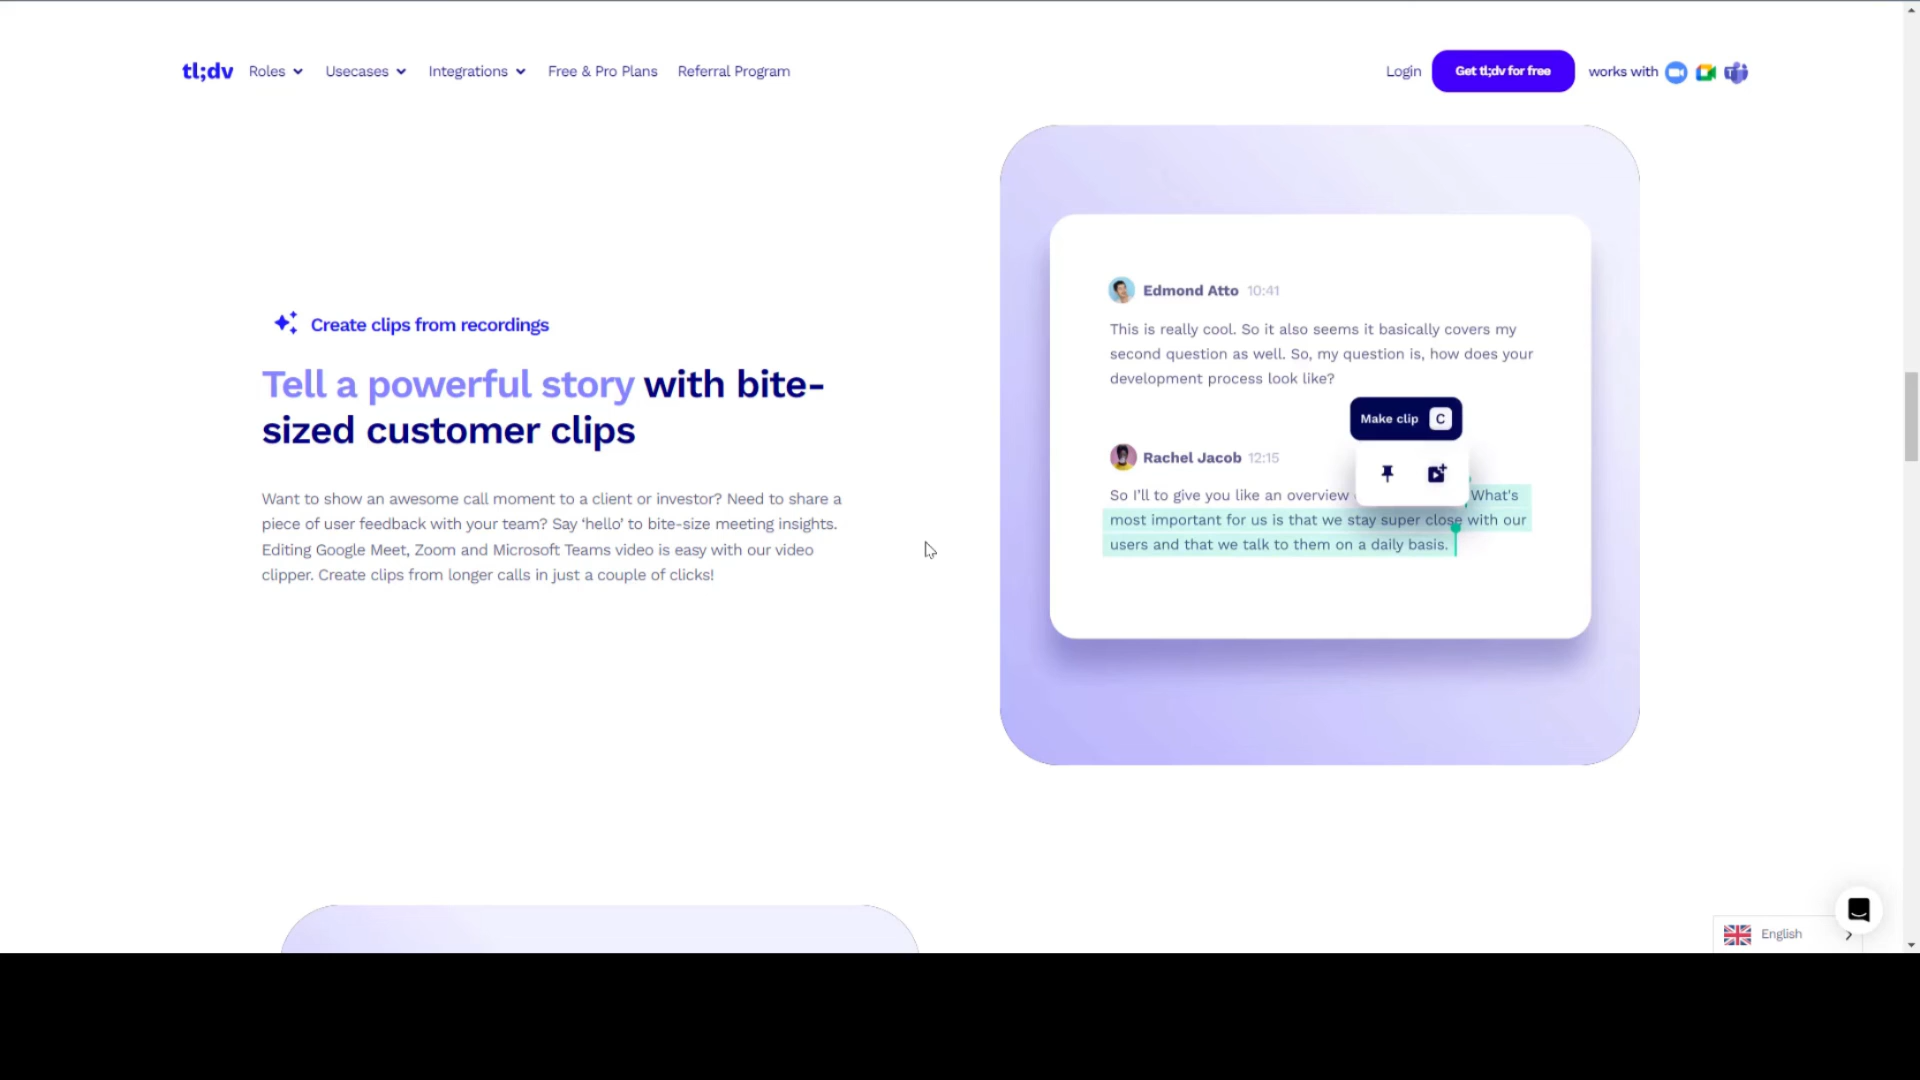 tl;dv Roles Usecases Integrations Free & Pro Plans Referral Program Login Get tl;dv for free works with
Create clips from recordings
Tell a powerful story with bite-
sized customer clips
Want to show an awesome call moment to a client or investor? Need to share a
piece of user feedback with your team? Say ‘hello’ to bite-size meeting insights.
Editing Google Meet, Zoom and Microsoft Teams video is easy with our video
clipper. Create clips from longer calls in just a couple of clicks!
Edmond Atto 10:41
This is really cool. So it also seems it basically covers my
second question as well. So, my question is, how does your
development process look like?
Make clip C
Rachel Jacob 12:15
So I'll to give you like an overview What's
most important for us is that we stay super close with our
users and that we talk to them on a daily basis.
English